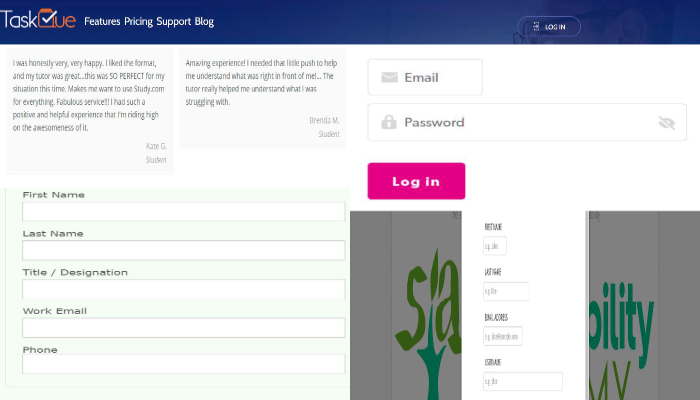 TaskQue Features Pricing Support Blog LOG IN
I was honestly very, very happy. I liked the format,
and my tutor was great...this was SO PERFECT for my
situation this time. Makes me want to use Study.com
for everything. Fabulous service!!! I had such a
positive and helpful experience that I'm riding high
on the awesomeness of it.
Kate G.
Student
Amazing experience! I needed that little push to help
me understand what was right in front of me!... The
tutor really helped me understand what I was
struggling with.
Brenda M.
Student
Email
Password
Log in
First Name
Last Name
Title / Designation
Work Email
Phone
FIRST NAME
e.g. John
LAST NAME
e.g. Doe
EMAIL ADDRESS
USERNAME
bility
MY